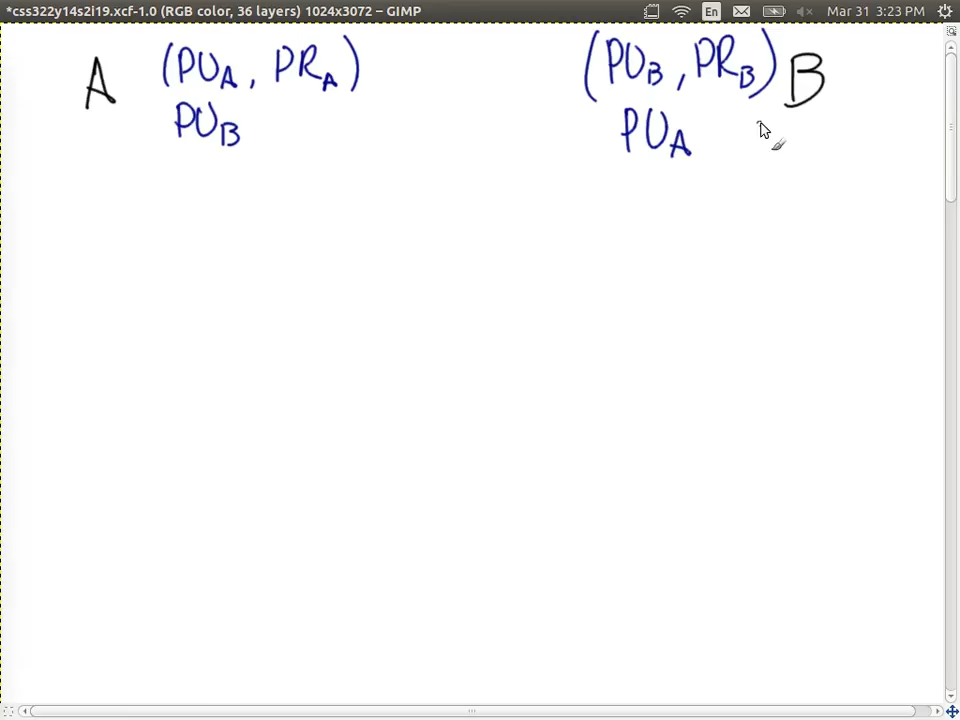 *css322y14s2i19.xcf-1.0 (RGB color, 36 layers) 1024x3072 – GIMP En Mar 31 3:23 PM
A (PUA, PRA) (PUB, PRB) B
PUB PUA